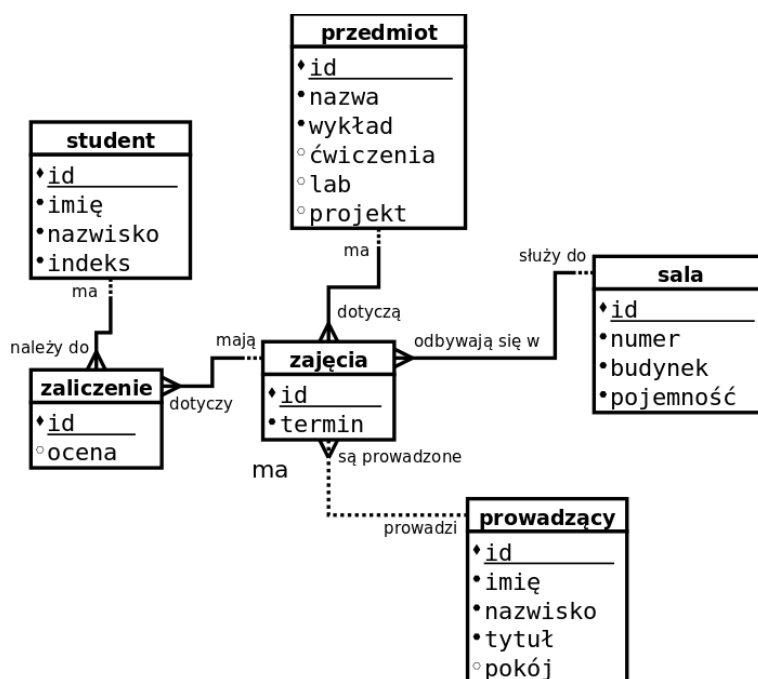 przedmiot
id
nazwa
wykład
ćwiczenia
lab
projekt
student
id
imię
nazwisko
indeks
ma
należy do
ma
dotyczą
służy do
sala
id
numer
budynek
pojemność
odbywają się w
mają
dotyczy
zajęcia
id
termin
zaliczenie
id
ocena
są prowadzone
ma
prowadzi
prowadzący
id
imię
nazwisko
tytuł
pokój